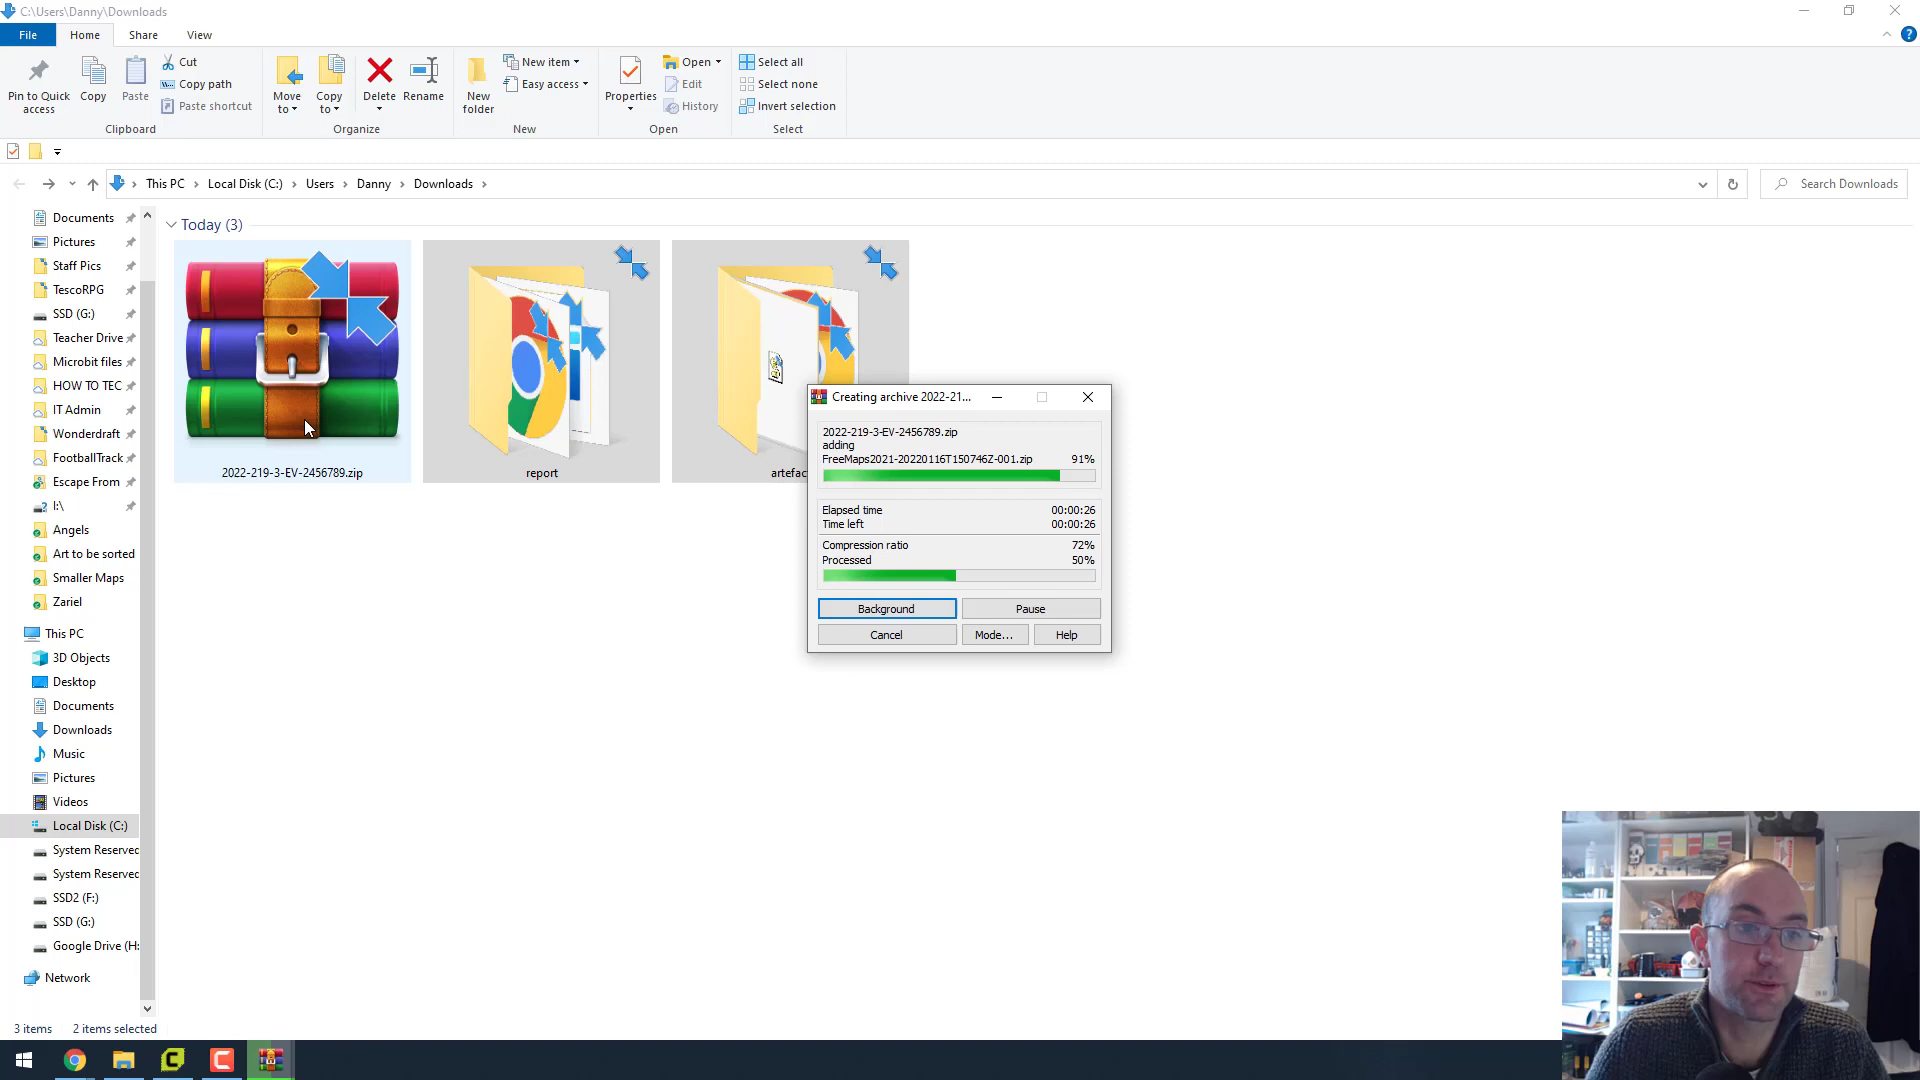 C:\Users\Danny\Downloads
File Home Share View
Pin to Quick access
Copy
Paste
Cut
Copy path
Paste shortcut
Clipboard
Move to
Copy to
Delete
Rename
Organize
New folder
New item
Easy access
New
Properties
Open
Edit
History
Open
Select all
Select none
Invert selection
Select
This PC Local Disk (C:) Users Danny Downloads
Search Downloads
Documents
Pictures
Staff Pics
TescoRPG
SSD (G:)
Teacher Drive
Microbit files
HOW TO TEC
IT Admin
Wonderdraft
FootballTrack
Escape From
I:\
Angels
Art to be sorted
Smaller Maps
Zariel
This PC
3D Objects
Desktop
Documents
Downloads
Music
Pictures
Videos
Local Disk (C:)
System Reserved
System Reserved
SSD2 (F:)
SSD (G:)
Google Drive (H:
Network
Today (3)
2022-219-3-EV-2456789.zip
report
artefac
Creating archive 2022-21...
2022-219-3-EV-2456789.zip
adding
FreeMaps2021-20220116T150746Z-001.zip 91%
Elapsed time 00:00:26
Time left 00:00:26
Compression ratio 72%
Processed 50%
Background Pause
Cancel Mode... Help
3 items 2 items selected